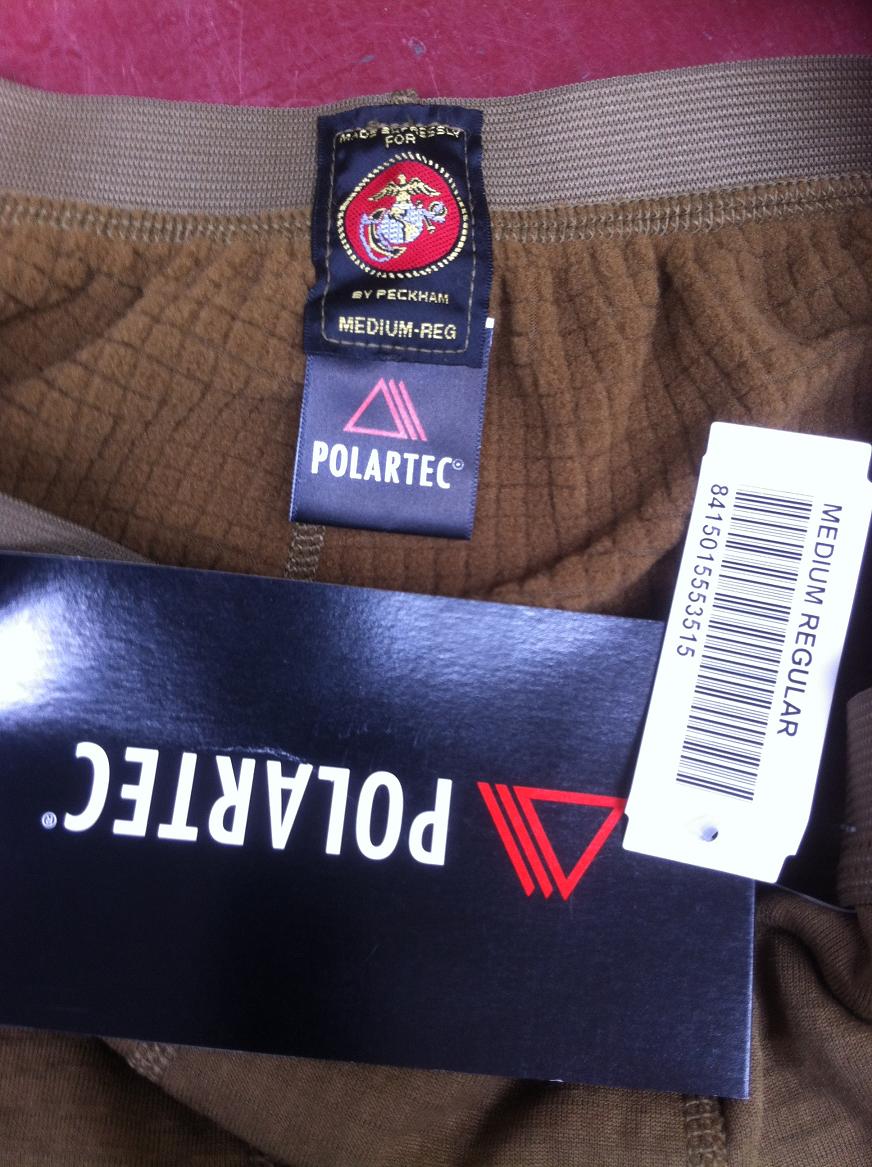 MADE EXPRESSLY
FOR
BY PECKHAM
MEDIUM-REG
POLARTEC®
MEDIUM REGULAR
8415015553515
POLARTEC®